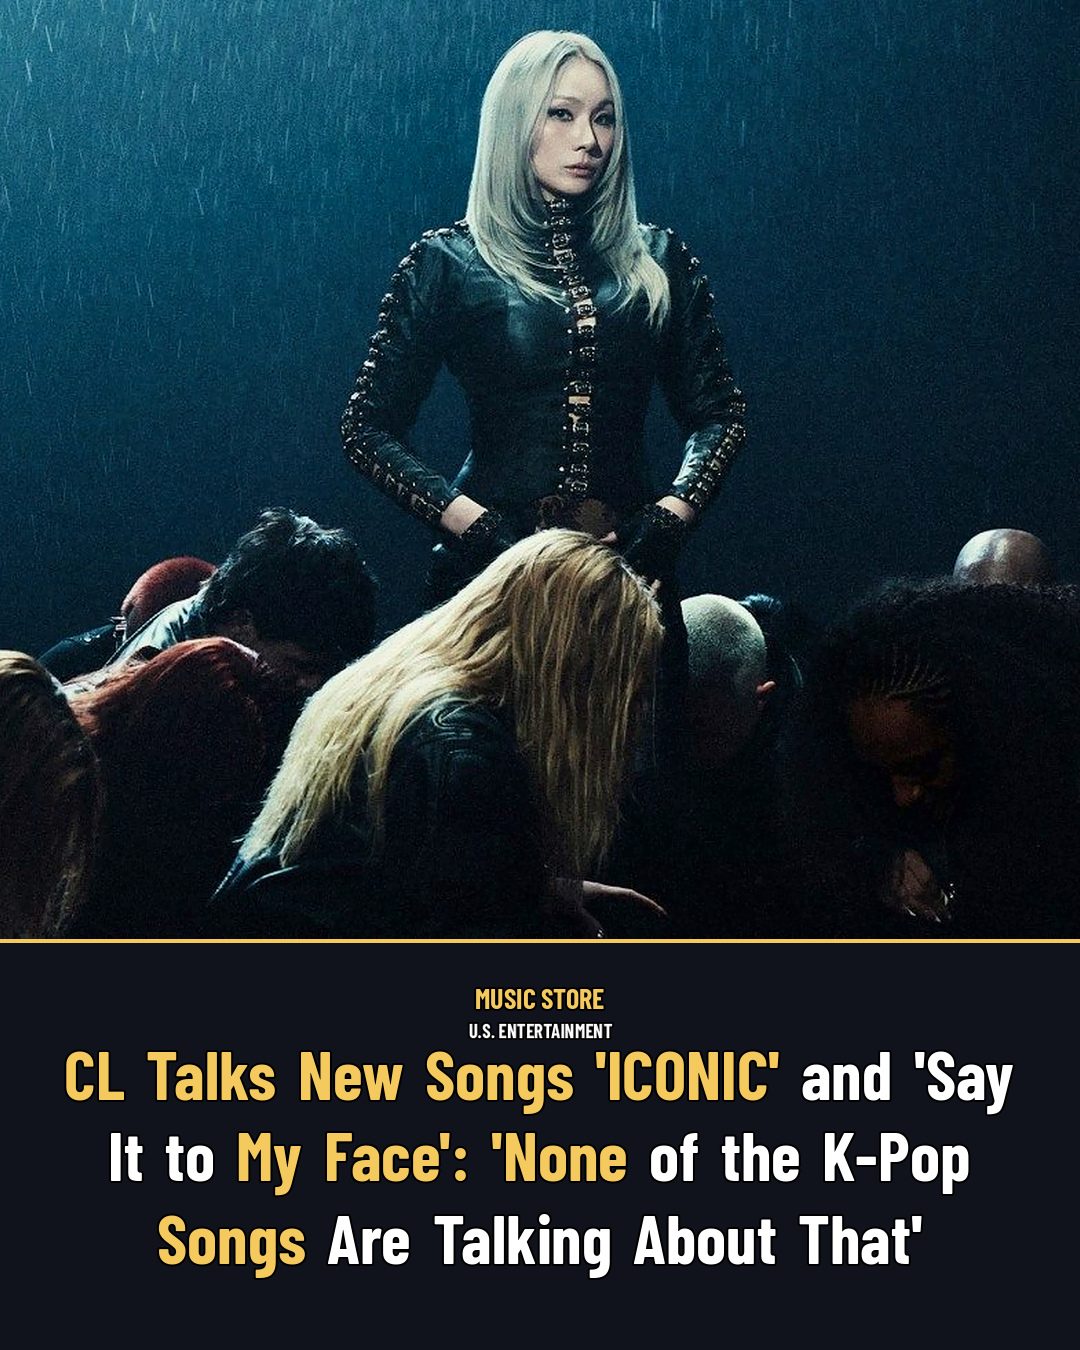 MUSIC STORE
U.S. ENTERTAINMENT
CL Talks New Songs 'ICONIC' and 'Say
It to My Face': 'None of the K-Pop
Songs Are Talking About That'